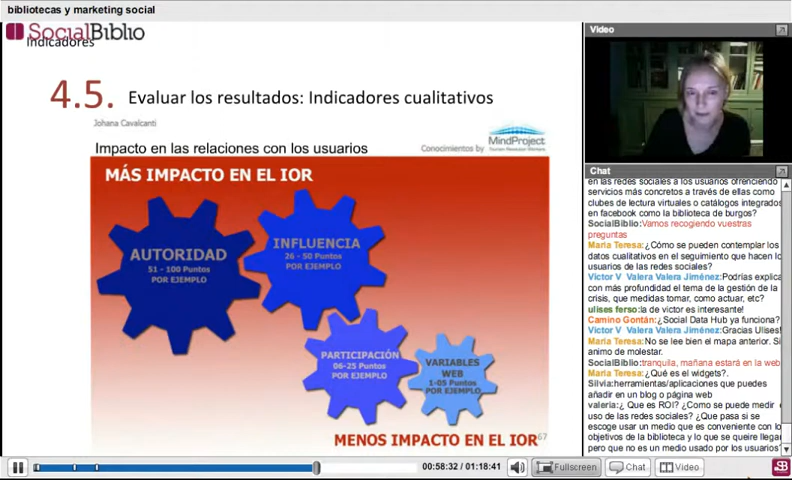 bibliotecas y marketing social
SocialBiblio
Indicadores
4.5. Evaluar los resultados: Indicadores cualitativos
Johana Cavalcanti
Impacto en las relaciones con los usuarios
Conocimientos by
MindProject
MÁS IMPACTO EN EL IOR
AUTORIDAD
51 - 100 Puntos
POR EJEMPLO
INFLUENCIA
26 - 50 Puntos
POR EJEMPLO
PARTICIPACIÓN
06-25 Puntos
POR EJEMPLO
VARIABLES
WEB
1-05 Puntos
POR EJEMPLO
MENOS IMPACTO EN EL IOR
67
Video
Chat
en las redes sociales a los usuarios ofreciendo
servicios más concretos a través de ellas como
clubes de lectura virtuales o catálogos integrados
en facebook como la biblioteca de burgos?
SocialBiblio:Vamos recogiendo vuestras
preguntas
Maria Teresa:¿Cómo se pueden contemplar los
datos cualitativos en el seguimiento que hacen lo
usuarios de las redes sociales?
Victor V Valera Valera Jiménez:Podrías explica
con más profundidad el tema de la gestión de la
crisis, que medidas tomar, como actuar, etc?
ulises ferso:la de victor es interesante!
Camino Gontán:¿Social Data Hub ya funciona?
Victor V Valera Valera Jiménez:Gracias Ulises!
Maria Teresa:No se lee bien el mapa anterior. Si
animo de molestar.
SocialBiblio:tranquila, mañana estará en la web
Maria Teresa:¿Qué es el widgets?.
Silvia:herramientas/aplicaciones que puedes
añadir en un blog o página web
valeria:¿ Que es ROI? ¿Como se puede medir
uso de las redes sociales? ¿Que pasa si se
escoge usar un medio que es conveniente con lo
objetivos de la biblioteca y lo que se queire llega
pero que no es un medio usado por los usuarios?
00:58:32 / 01:18:41
Fullscreen
Chat
Video